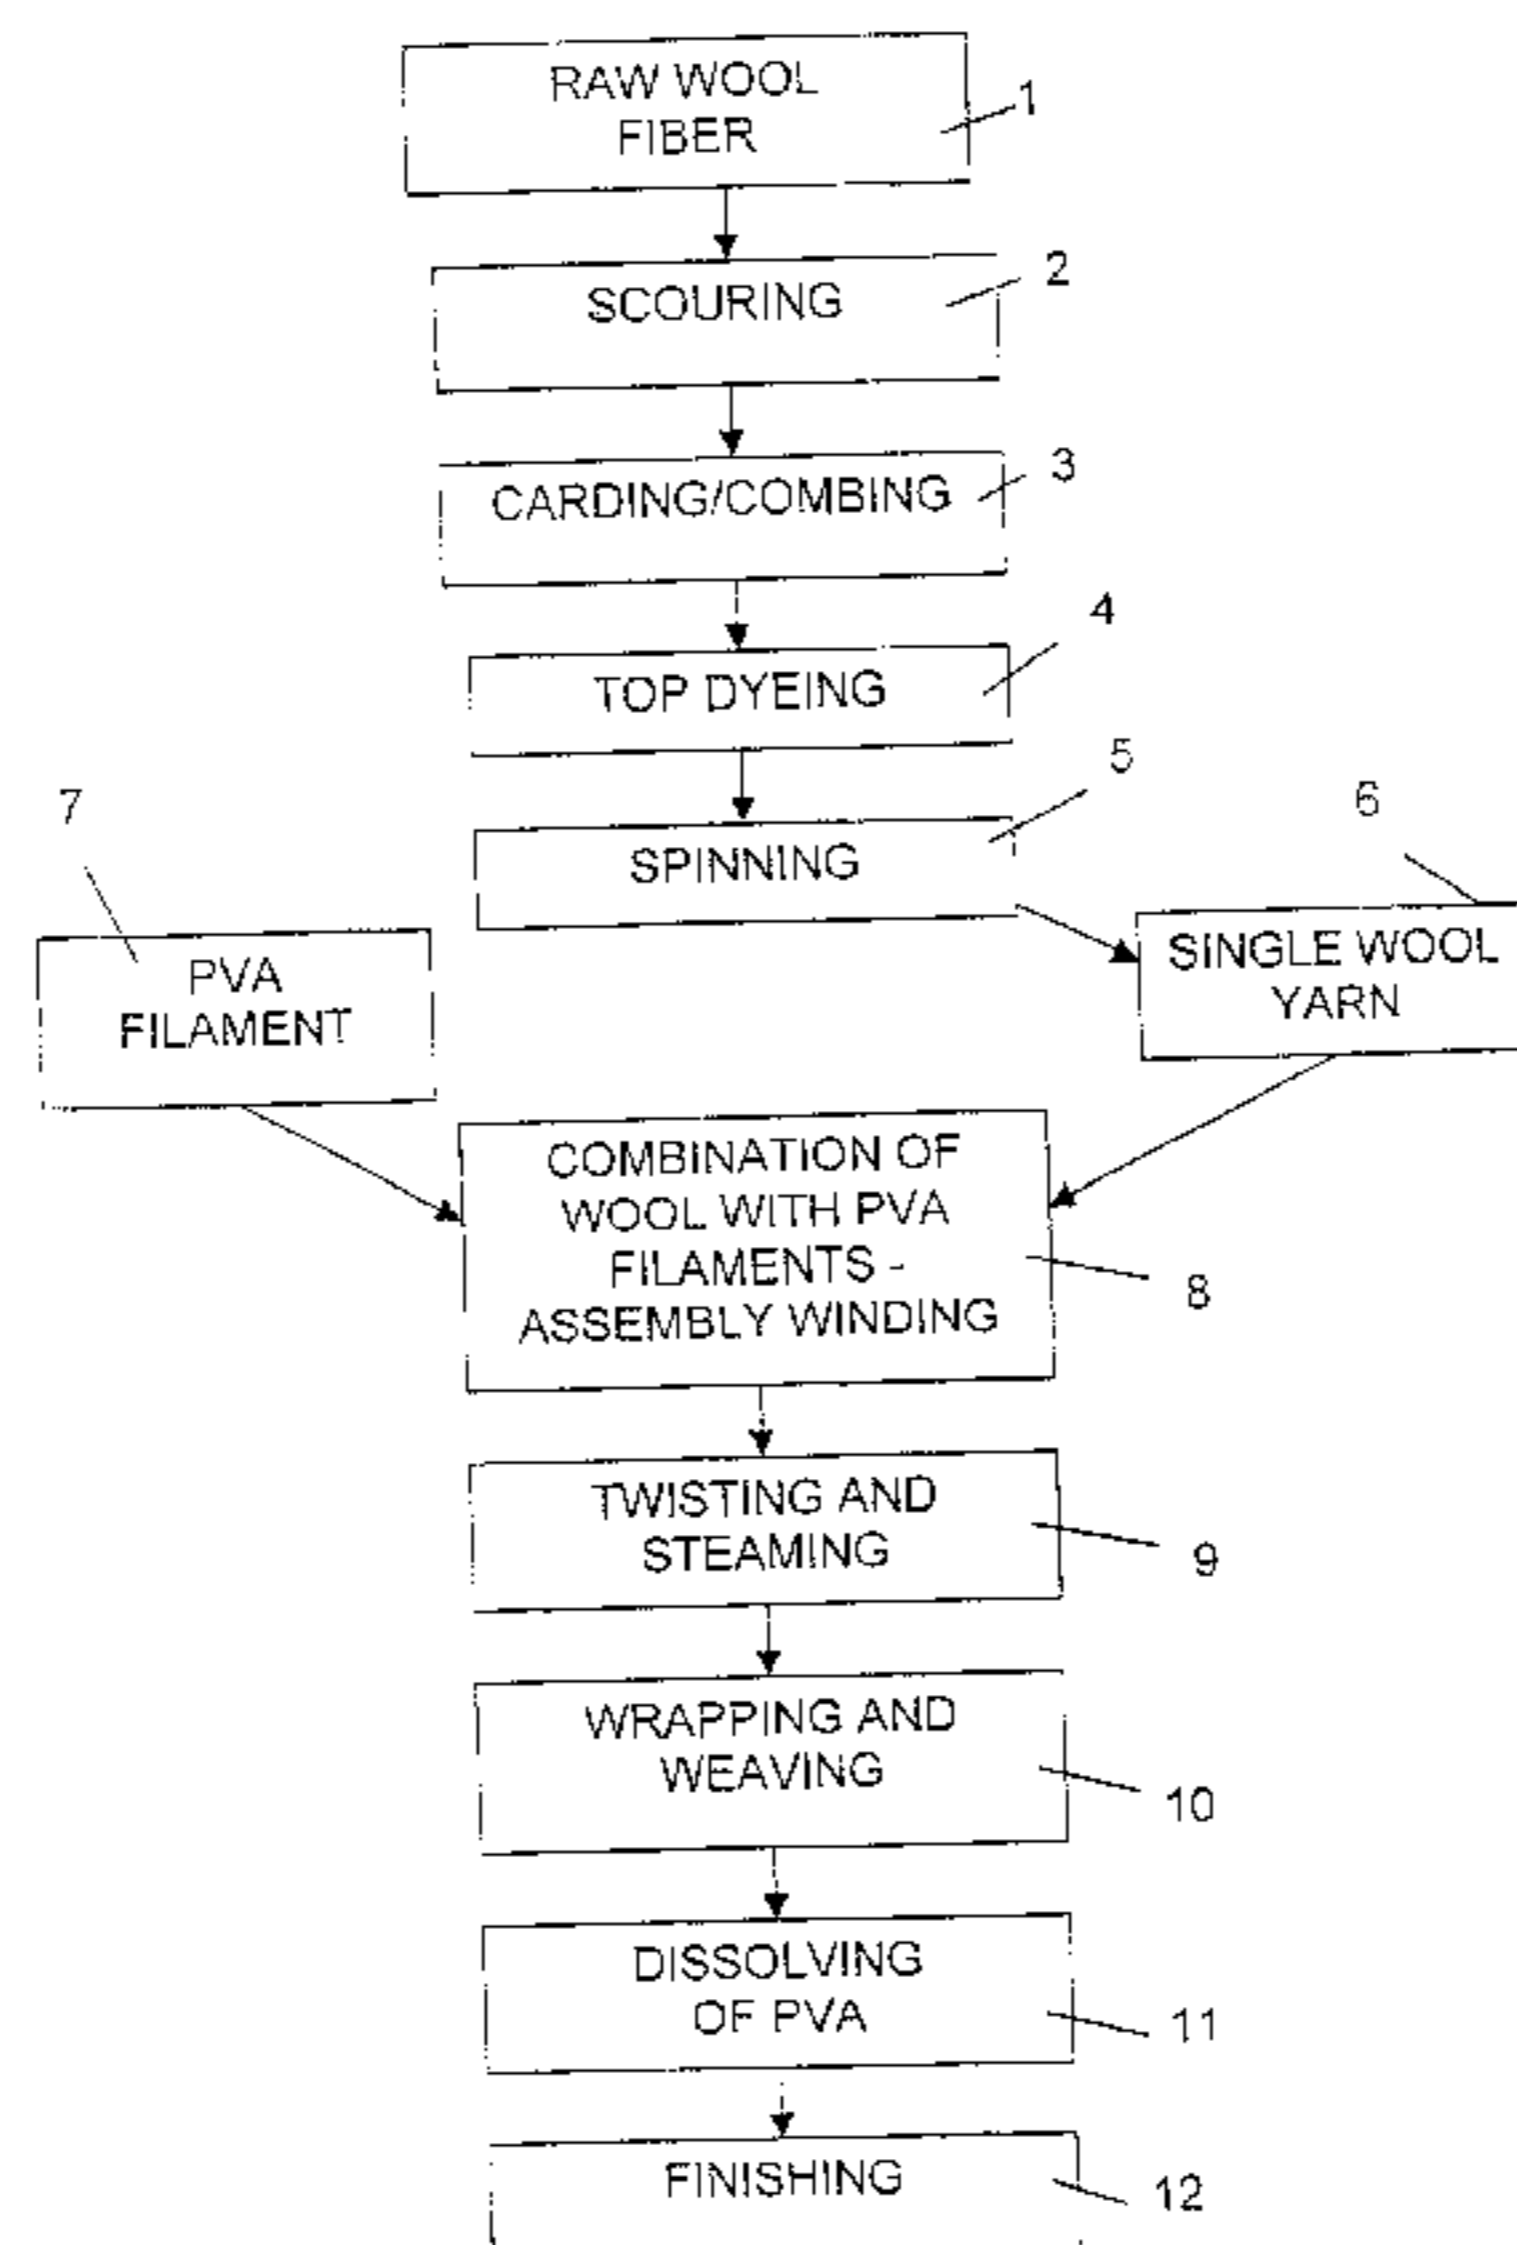 RAW WOOL
FIBER
1
SCOURING
2
CARDING/COMBING
3
TOP DYEING
4
SPINNING
5
6
7
PVA
FILAMENT
SINGLE WOOL
YARN
COMBINATION OF
WOOL WITH PVA
FILAMENTS -
ASSEMBLY WINDING
8
TWISTING AND
STEAMING
9
WRAPPING AND
WEAVING
10
DISSOLVING
OF PVA
11
FINISHING
12